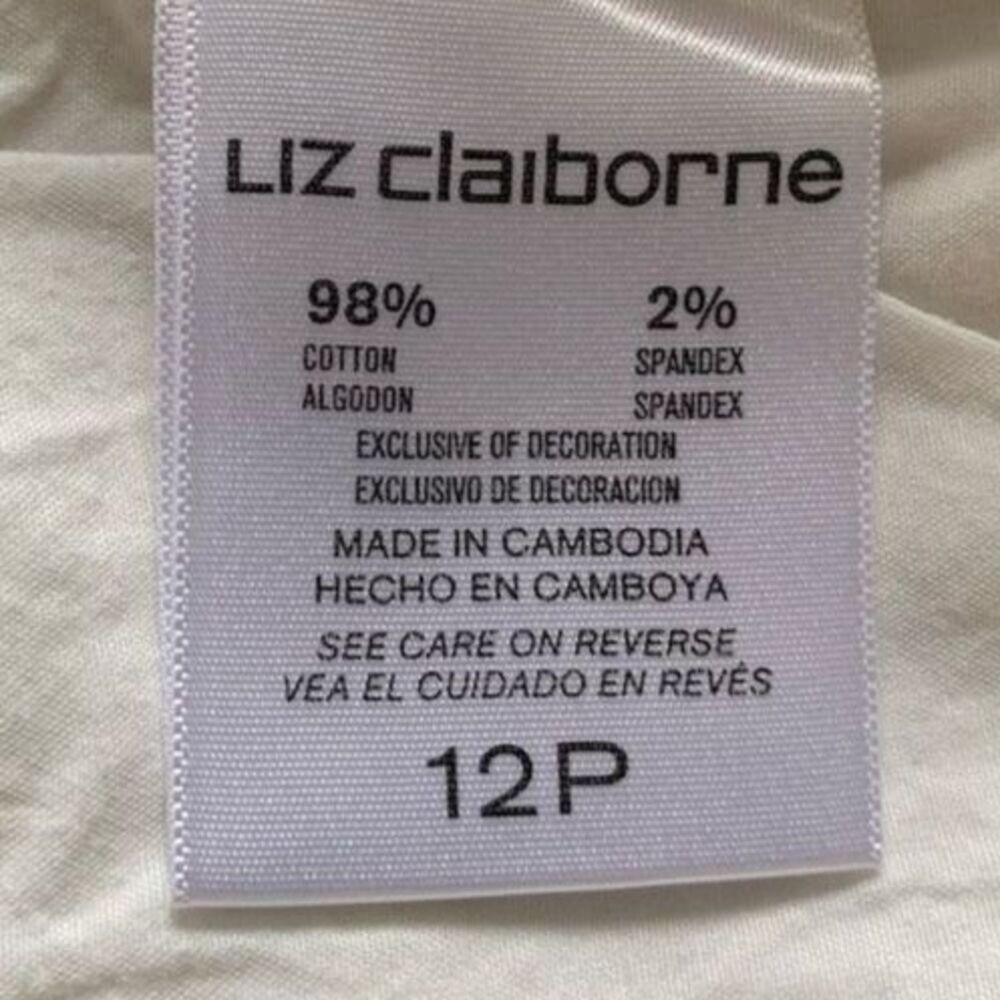 LIZ claiborne
98% 2%
COTTON SPANDEX
ALGODON SPANDEX
EXCLUSIVE OF DECORATION
EXCLUSIVO DE DECORACION
MADE IN CAMBODIA
HECHO EN CAMBOYA
SEE CARE ON REVERSE
VEA EL CUIDADO EN REVÉS
12P